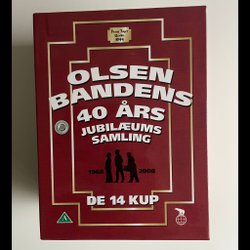 OLSEN
BANDENS
40 ÅRS
JUBILÆUMS
SAMLING
1968 2008
DE 14 KUP
A